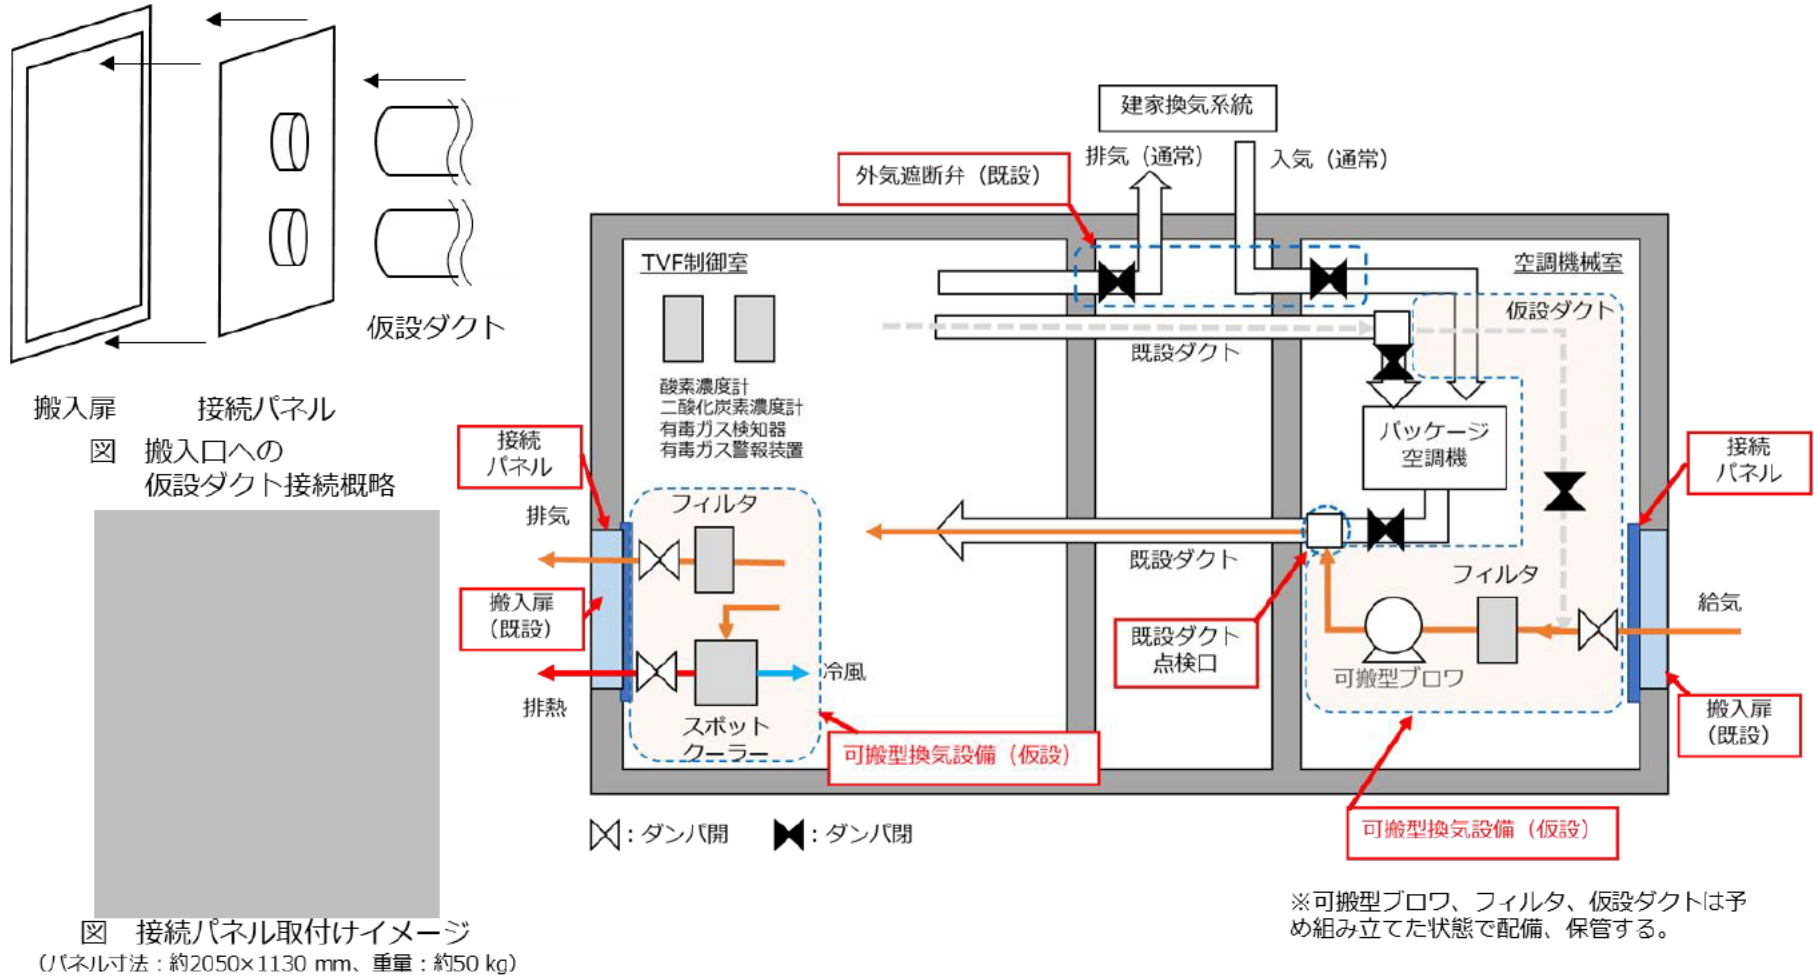 搬入扉
接続パネル
仮設ダクト
図　搬入口への
仮設ダクト接続概略
図　接続パネル取付けイメージ
（パネル寸法：約2050×1130 mm、重量：約50 kg）
建家換気系統
排気（通常）
入気（通常）
外気遮断弁（既設）
TVF制御室
空調機械室
酸素濃度計
二酸化炭素濃度計
有毒ガス検知器
有毒ガス警報装置
既設ダクト
仮設ダクト
パッケージ
空調機
接続
パネル
接続
パネル
排気
フィルタ
既設ダクト
フィルタ
搬入扉
（既設）
給気
既設ダクト
点検口
可搬型ブロワ
冷風
排熱
スポット
クーラー
搬入扉
（既設）
可搬型換気設備（仮設）
可搬型換気設備（仮設）
：ダンパ開
：ダンパ閉
※可搬型ブロワ、フィルタ、仮設ダクトは予
め組み立てた状態で配備、保管する。